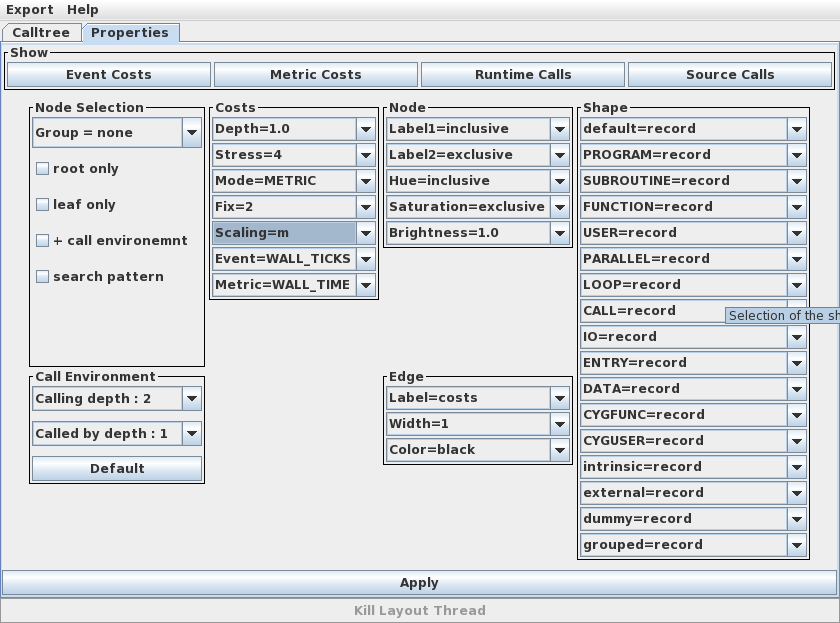 Export Help
Calltree Properties
Show
Event Costs Metric Costs Runtime Calls Source Calls
Node Selection
Group = none
root only
leaf only
+ call environemnt
search pattern
Call Environment
Calling depth : 2
Called by depth : 1
Default
Costs
Depth=1.0
Stress=4
Mode=METRIC
Fix=2
Scaling=m
Event=WALL_TICKS
Metric=WALL_TIME
Node
Label1=inclusive
Label2=exclusive
Hue=inclusive
Saturation=exclusive
Brightness=1.0
Edge
Label=costs
Width=1
Color=black
Shape
default=record
PROGRAM=record
SUBROUTINE=record
FUNCTION=record
USER=record
PARALLEL=record
LOOP=record
CALL=record
Selection of the sh
IO=record
ENTRY=record
DATA=record
CYGFUNC=record
CYGUSER=record
intrinsic=record
external=record
dummy=record
grouped=record
Apply
Kill Layout Thread